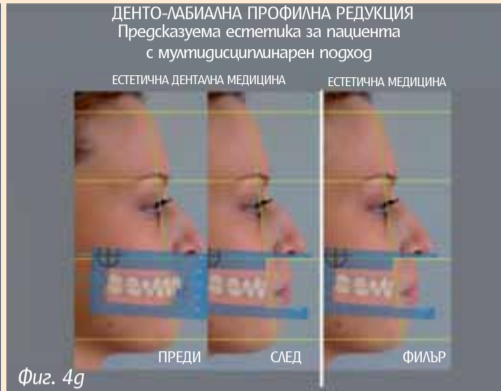 ДЕНТО-ЛАБИАЛНА ПРОФИЛНА РЕДУКЦИЯ
Предсказуема естетика за пациента
с мултидисциплинарен подход
ЕСТЕТИЧНА ДЕНТАЛНА МЕДИЦИНА
ЕСТЕТИЧНА МЕДИЦИНА
ПРЕДИ
СЛЕД
ФИЛЪР
Фиг. 4g